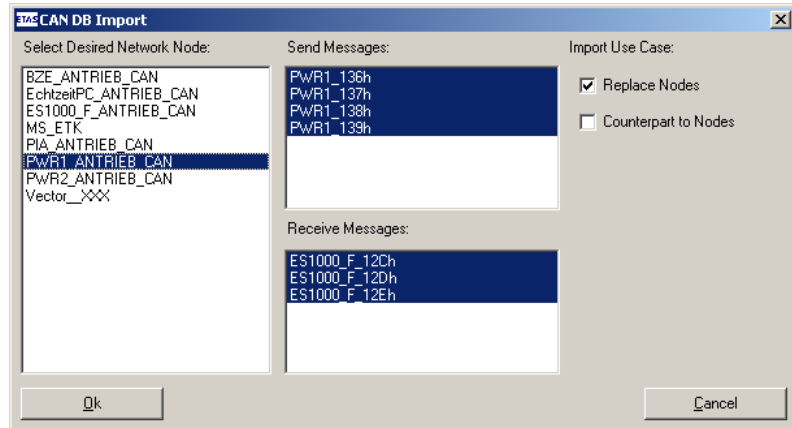 ETAS CAN DB Import
Select Desired Network Node:
BZE_ANTRIEB_CAN
EchtzeitPC_ANTRIEB_CAN
ES1000_F_ANTRIEB_CAN
MS_ETK
PIA_ANTRIEB_CAN
PWR1_ANTRIEB_CAN
PWR2_ANTRIEB_CAN
Vector__XXX
Send Messages:
PWR1_136h
PWR1_137h
PWR1_138h
PWR1_139h
Receive Messages:
ES1000_F_12Ch
ES1000_F_12Dh
ES1000_F_12Eh
Import Use Case:
Replace Nodes
Counterpart to Nodes
Ok
Cancel